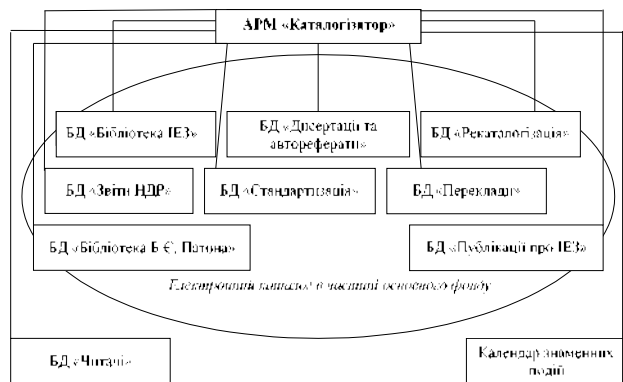 АРМ «Каталогізатор»
БД «Бібліотека ІЕЗ»
БД «Дисертації та
автореферати»
БД «Рекаталогізація»
БД «Звіти НДР»
БД «Стандартизація»
БД «Переклади»
БД «Бібліотека Б.Є. Патона»
БД «Публікації про ІЕЗ»
Електронний каталог в частині основного фонду
БД «Читачі»
Календар знаменних
подій